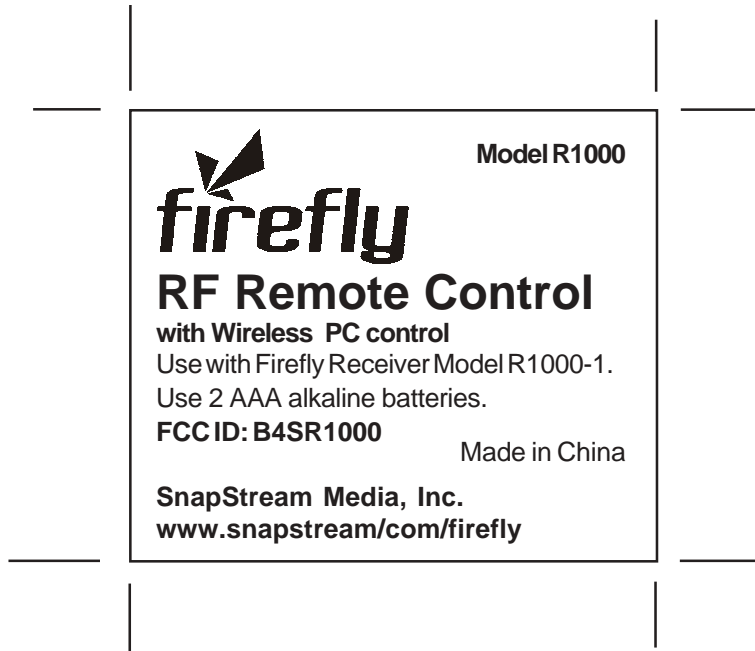 Model R1000
firefly
RF Remote Control
with Wireless PC control
Use with Firefly Receiver Model R1000-1.
Use 2 AAA alkaline batteries.
FCC ID: B4SR1000
Made in China
SnapStream Media, Inc.
www.snapstream/com/firefly